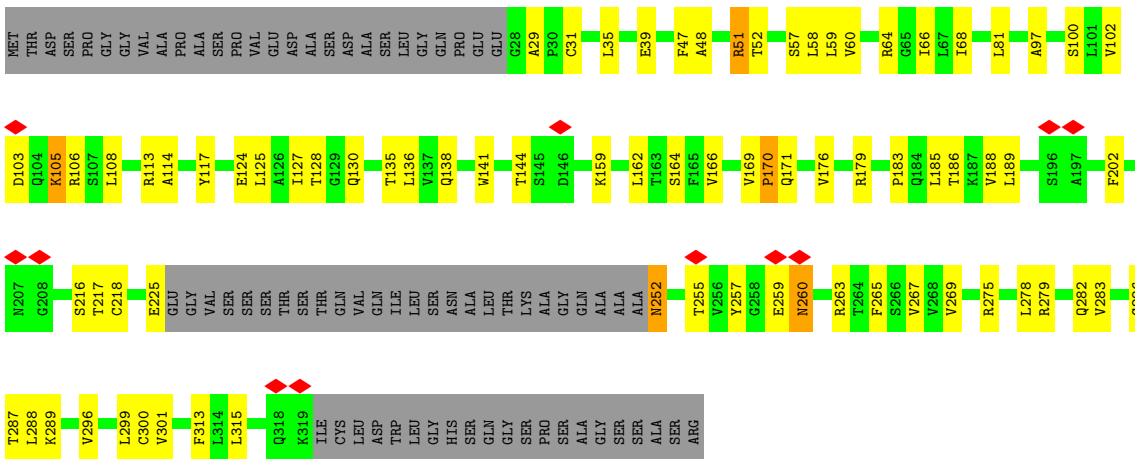 MET THR ASP SER PRO GLY GLY VAL ALA PRO ALA SER PRO VAL GLU ASP ALA SER ASP ALA SER LEU GLY GLN PRO GLU GLU G28 A29 P30 C31 L35 E39 F47 A48 R51 T52 S57 L58 L59 V60 R64 G65 I66 L67 I68 L81 A97 S100 L101 V102
D103 Q104 K105 R106 S107 L108 R113 A114 Y117 E124 L125 A126 I127 T128 G129 Q130 T135 L136 V137 Q138 W141 T144 S145 D146 K159 L162 T163 S164 F165 V166 V169 P170 Q171 V176 R179 P183 Q184 L185 T186 K187 V188 L189 S196 A197 F202
N207 G208 S216 T217 C218 E225 GLU GLY VAL SER SER SER THR SER THR GLN VAL GLN ILE LEU SER ASN ALA LEU THR LYS ALA GLY GLN ALA ALA ALA N252 T255 V256 Y257 G258 E259 N260 R263 T264 F265 S266 V267 V268 V269 R275 L278 R279 Q282 V283
T287 L288 K289 V296 L299 C300 V301 F313 L314 L315 Q318 K319 ILE CYS LEU ASP TRP LEU GLY HIS SER GLN GLY SER PRO SER ALA GLY SER SER ALA SER ARG